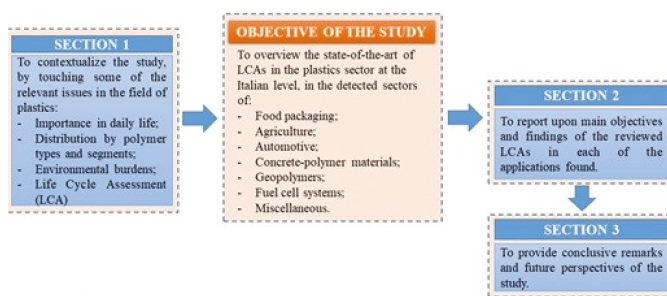 SECTION 1
To contextualize the study,
by touching some of the
relevant issues in the field of
plastics:
- Importance in daily life;
- Distribution by polymer
types and segments;
- Environmental burdens;
- Life Cycle Assessment
(LCA)
OBJECTIVE OF THE STUDY
To overview the state-of-the-art of
LCAs in the plastics sector at the
Italian level, in the detected sectors
of:
- Food packaging;
- Agriculture;
- Automotive;
- Concrete-polymer materials;
- Geopolymers;
- Fuel cell systems;
- Miscellaneous.
SECTION 2
To report upon main objectives
and findings of the reviewed
LCAs in each of the
applications found.
SECTION 3
To provide conclusive remarks
and future perspectives of the
study.